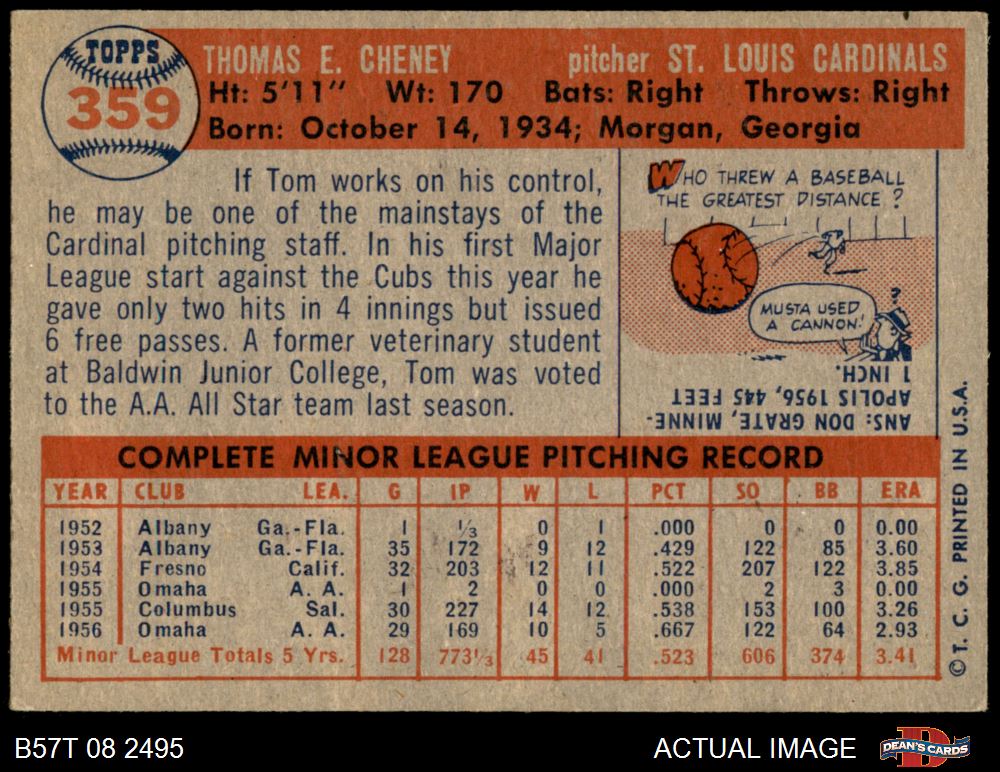 TOPPS
359
THOMAS E. CHENEY pitcher ST. LOUIS CARDINALS
Ht: 5'11" Wt: 170 Bats: Right Throws: Right
Born: October 14, 1934; Morgan, Georgia
If Tom works on his control,
he may be one of the mainstays of the
Cardinal pitching staff. In his first Major
League start against the Cubs this year he
gave only two hits in 4 innings but issued
6 free passes. A former veterinary student
at Baldwin Junior College, Tom was voted
to the A.A. All Star team last season.
WHO THREW A BASEBALL
THE GREATEST DISTANCE?
?
MUSTA USED
A CANNON!
ANS: DON GRATE, MINNE-
APOLIS 1956, 445 FEET
1 INCH.
COMPLETE MINOR LEAGUE PITCHING RECORD
YEAR CLUB LEA. G IP W L PCT SO BB ERA
1952 Albany Ga.-Fla. 1 1/3 0 1 .000 0 0 0.00
1953 Albany Ga.-Fla. 35 172 9 12 .429 122 85 3.60
1954 Fresno Calif. 32 203 12 11 .522 207 122 3.85
1955 Omaha A. A. 1 2 0 0 .000 2 3 0.00
1955 Columbus Sal. 30 227 14 12 .538 153 100 3.26
1956 Omaha A. A. 29 169 10 5 .667 122 64 2.93
Minor League Totals 5 Yrs. 128 773 1/3 45 41 .523 606 374 3.41
© T. C. G. PRINTED IN U.S.A.
B57T 08 2495 ACTUAL IMAGE DEAN'S CARDS